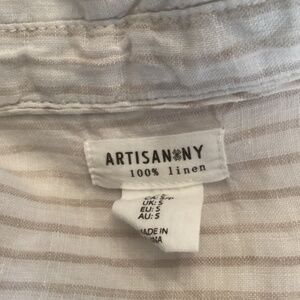 ARTISAN NY
100% linen
UK: S
EU: S
AU: S
MADE IN